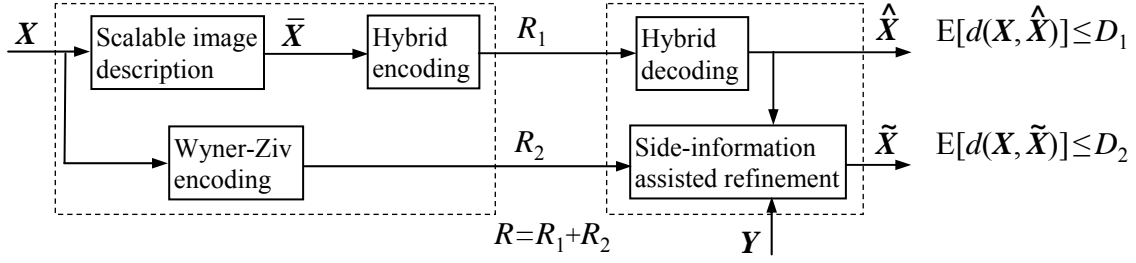 X
Scalable image
description
X̄
Hybrid
encoding
R₁
Hybrid
decoding
X̂
E[d(X, X̂)]≤D₁
Wyner-Ziv
encoding
R₂
Side-information
assisted refinement
X̃
E[d(X, X̃)]≤D₂
R=R₁+R₂
Y